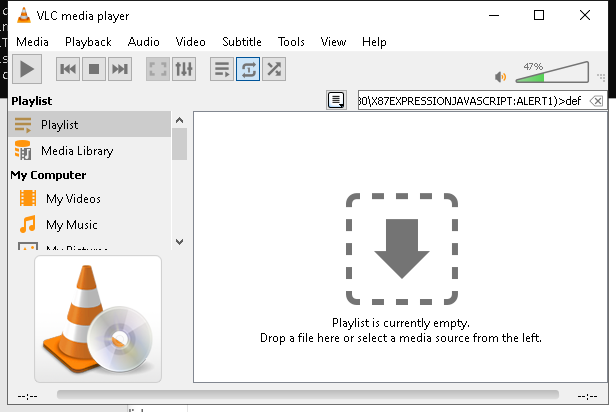 VLC media player
Media Playback Audio Video Subtitle Tools View Help
47%
Playlist
30\X87EXPRESSIONJAVASCRIPT:ALERT1)>def
Playlist
Media Library
My Computer
My Videos
My Music
My Pictures
Playlist is currently empty.
Drop a file here or select a media source from the left.
--:--
--:--